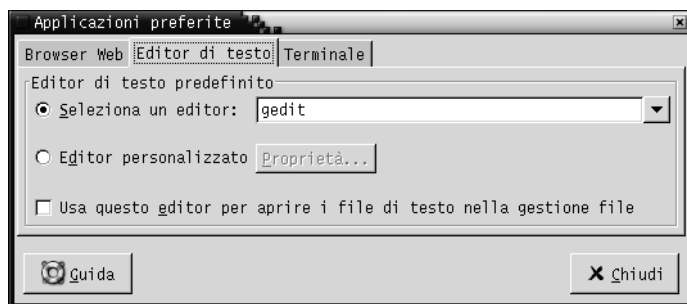 Applicazioni preferite
Browser Web Editor di testo Terminale
Editor di testo predefinito
Seleziona un editor: gedit
Editor personalizzato Proprietà...
Usa questo editor per aprire i file di testo nella gestione file
Guida Chiudi